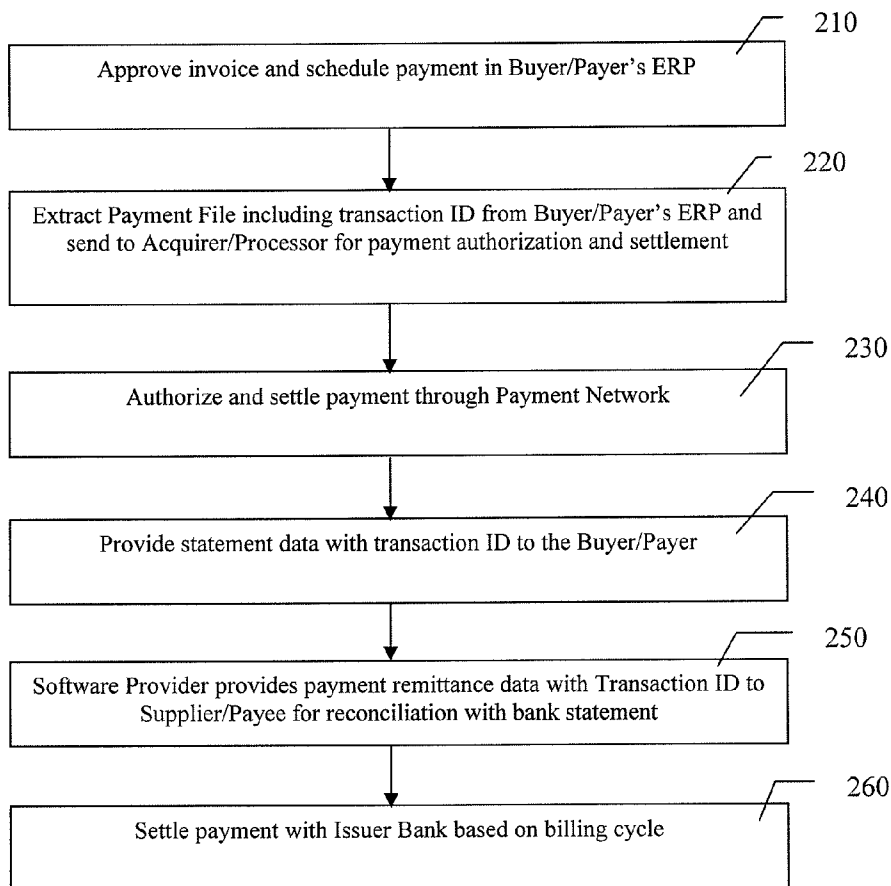 210
Approve invoice and schedule payment in Buyer/Payer's ERP
220
Extract Payment File including transaction ID from Buyer/Payer's ERP and
send to Acquirer/Processor for payment authorization and settlement
230
Authorize and settle payment through Payment Network
240
Provide statement data with transaction ID to the Buyer/Payer
250
Software Provider provides payment remittance data with Transaction ID to
Supplier/Payee for reconciliation with bank statement
260
Settle payment with Issuer Bank based on billing cycle